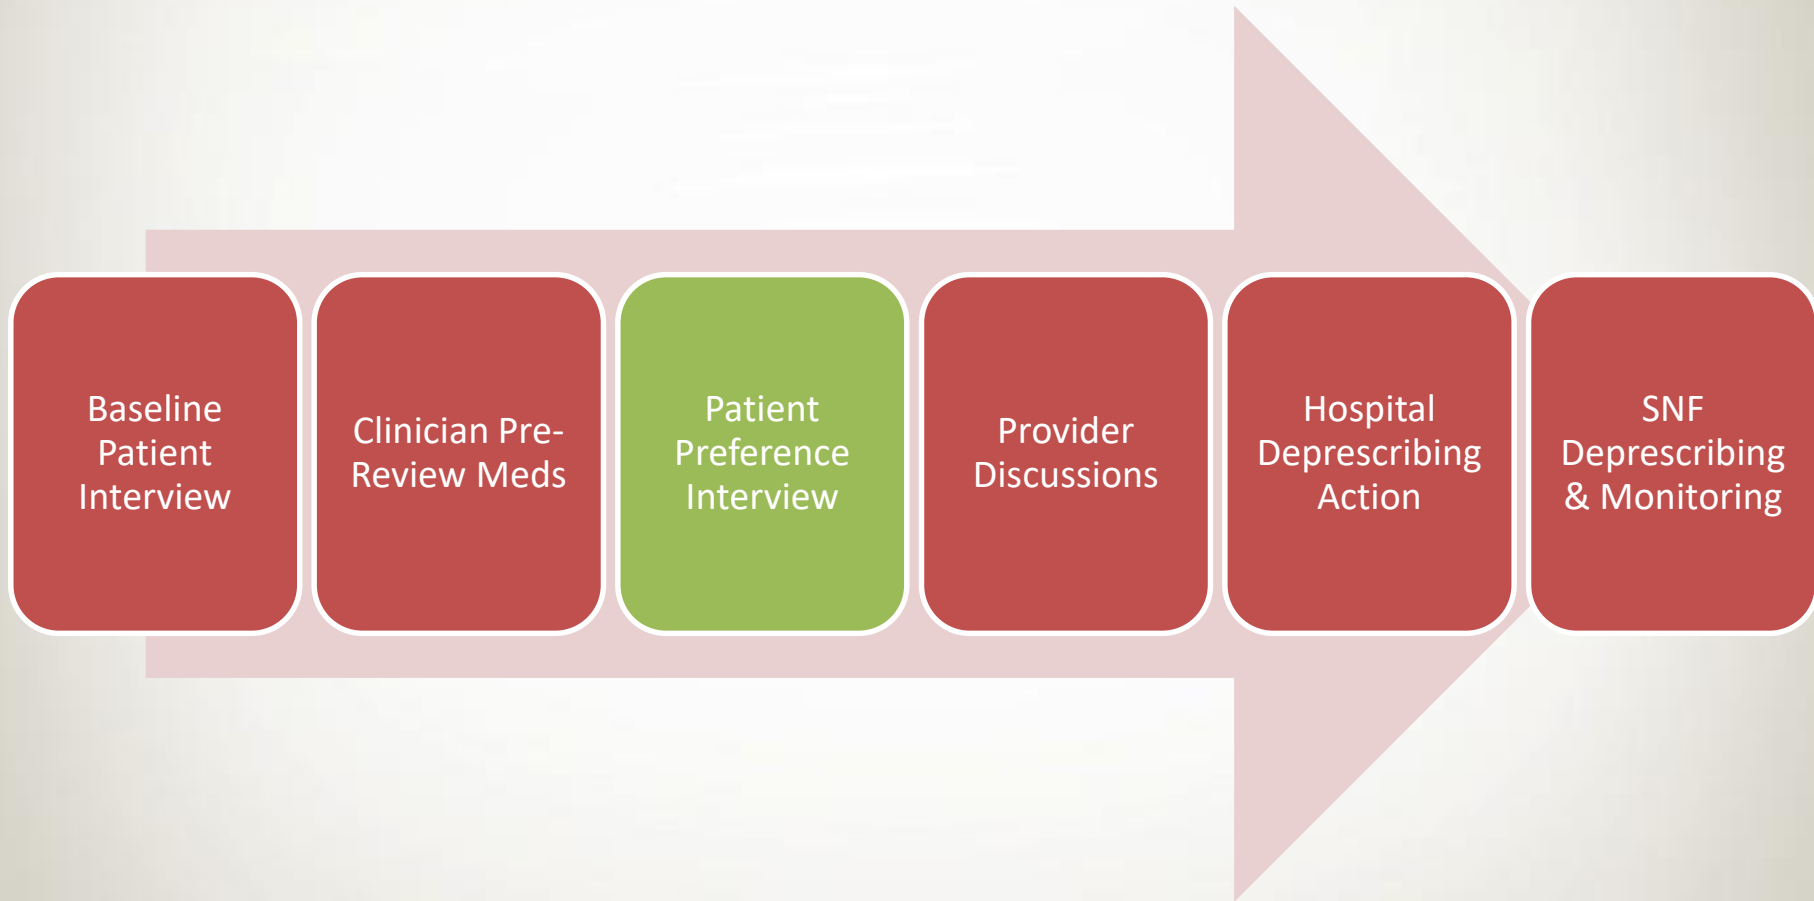 Baseline
Patient
Interview
Clinician Pre-
Review Meds
Patient
Preference
Interview
Provider
Discussions
Hospital
Deprescribing
Action
SNF
Deprescribing
& Monitoring